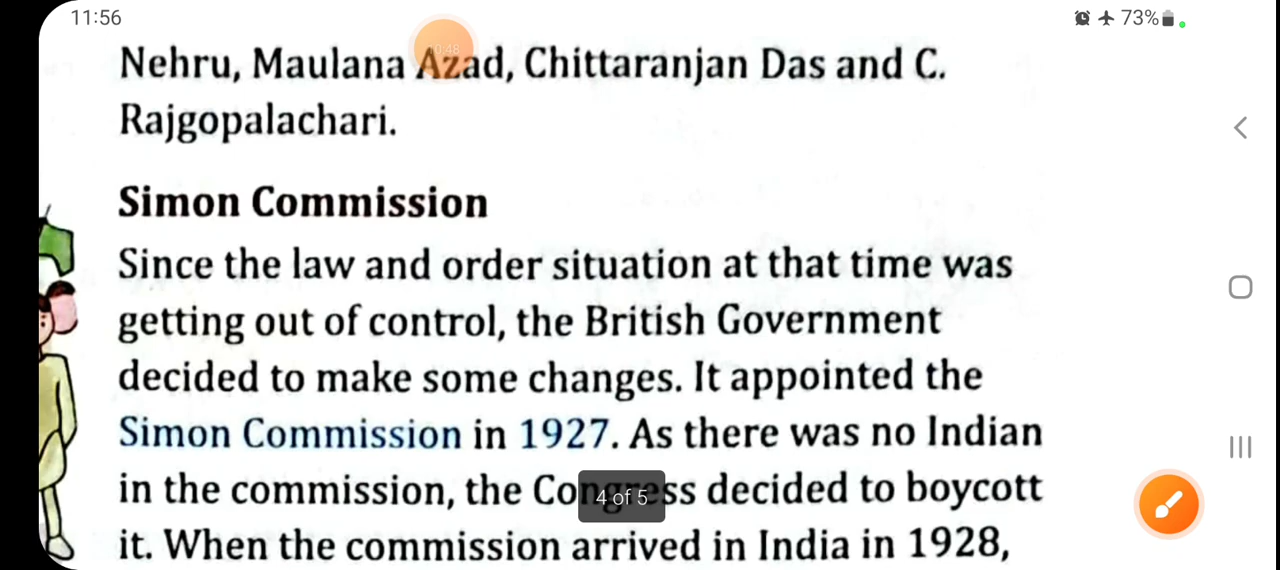 11:56
73%
10:48
Nehru, Maulana Azad, Chittaranjan Das and C.
Rajgopalachari.
Simon Commission
Since the law and order situation at that time was
getting out of control, the British Government
decided to make some changes. It appointed the
Simon Commission in 1927. As there was no Indian
in the commission, the Congress decided to boycott
4 of 5
it. When the commission arrived in India in 1928,